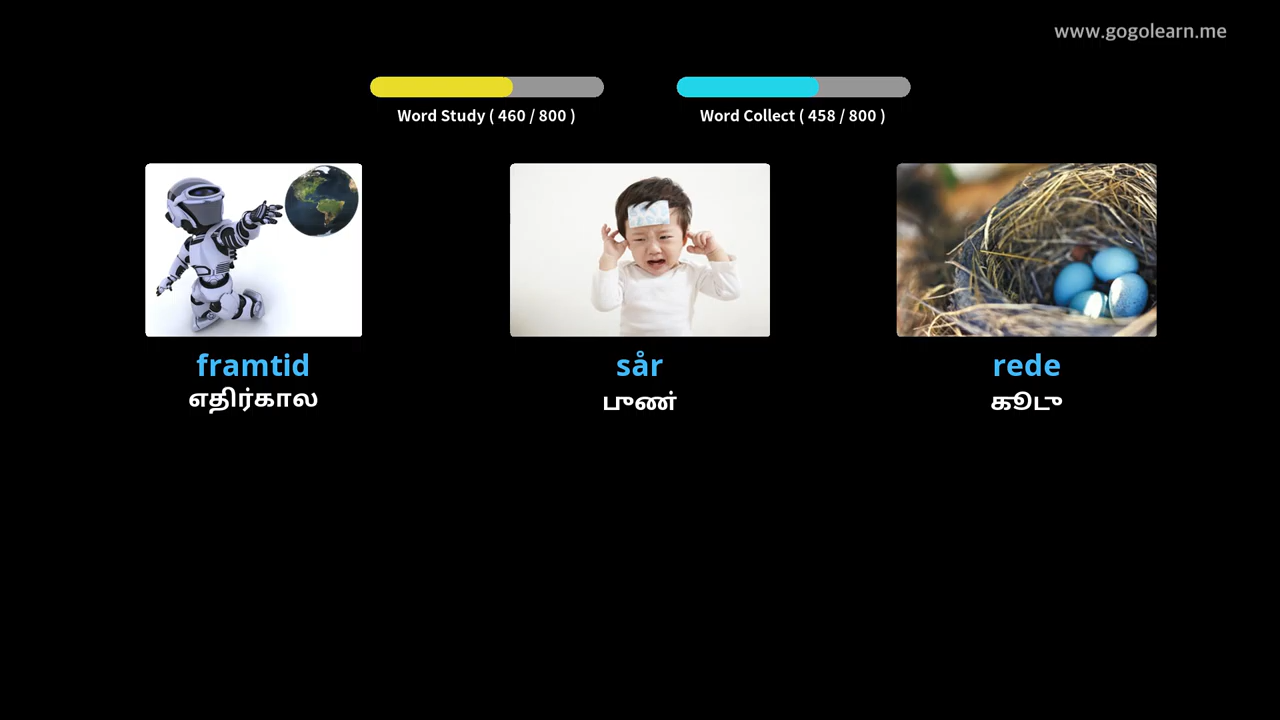 www.gogolearn.me
Word Study ( 460 / 800 )
Word Collect ( 458 / 800 )
framtid
எதிர்கால
sår
புண்
rede
கூடு